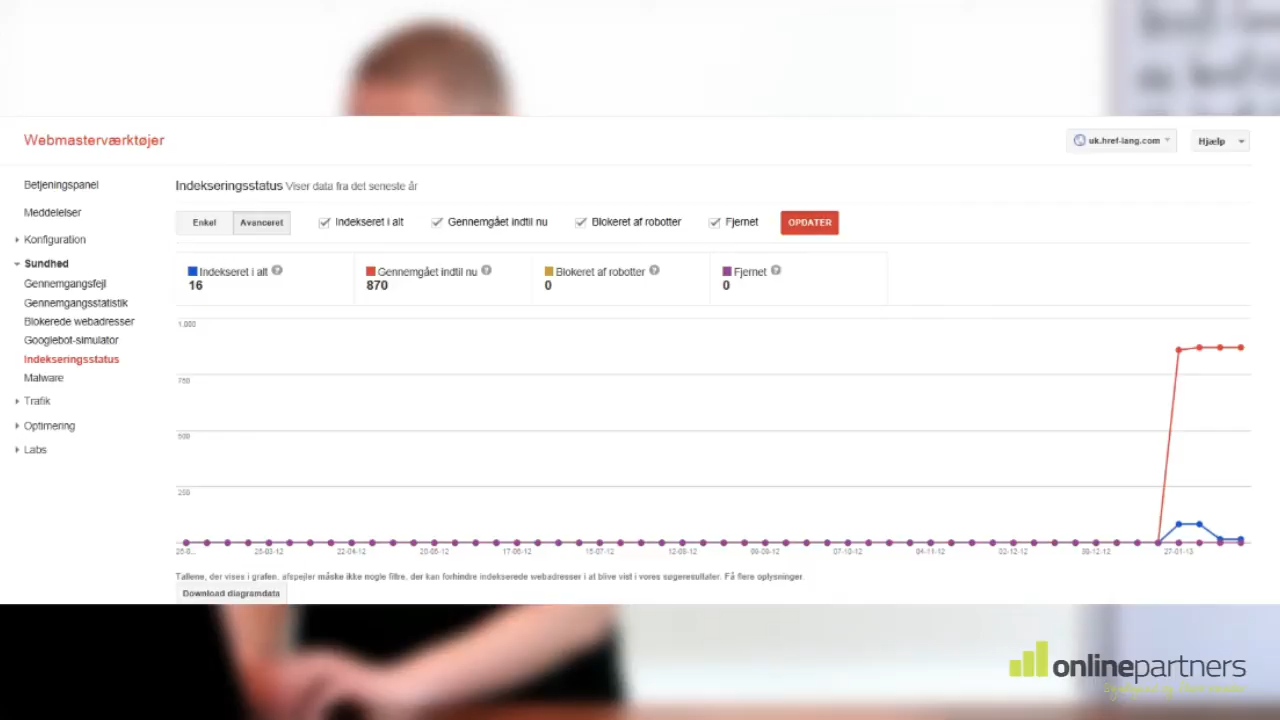 Webmasterværktøjer
uk.href-lang.com
Hjælp
Betjeningspanel
Meddelelser
Konfiguration
Sundhed
Gennemgangsfejl
Gennemgangsstatistik
Blokerede webadresser
Googlebot-simulator
Indekseringsstatus
Malware
Trafik
Optimering
Labs
Indekseringsstatus Viser data fra det seneste år
Enkel Avanceret Indekseret i alt Gennemgået indtil nu Blokeret af robotter Fjernet OPDATER
Indekseret i alt ? Gennemgået indtil nu ? Blokeret af robotter ? Fjernet ?
16 870 0 0
1.000
750
500
250
25-03-12 22-04-12 20-05-12 17-06-12 15-07-12 12-08-12 09-09-12 07-10-12 04-11-12 02-12-12 30-12-12 27-01-13
Tallene, der vises i grafen, afspejler måske ikke nogle filtre, der kan forhindre indekserede webadresser i at blive vist i vores søgeresultater. Få flere oplysninger
Download diagramdata
onlinepartners